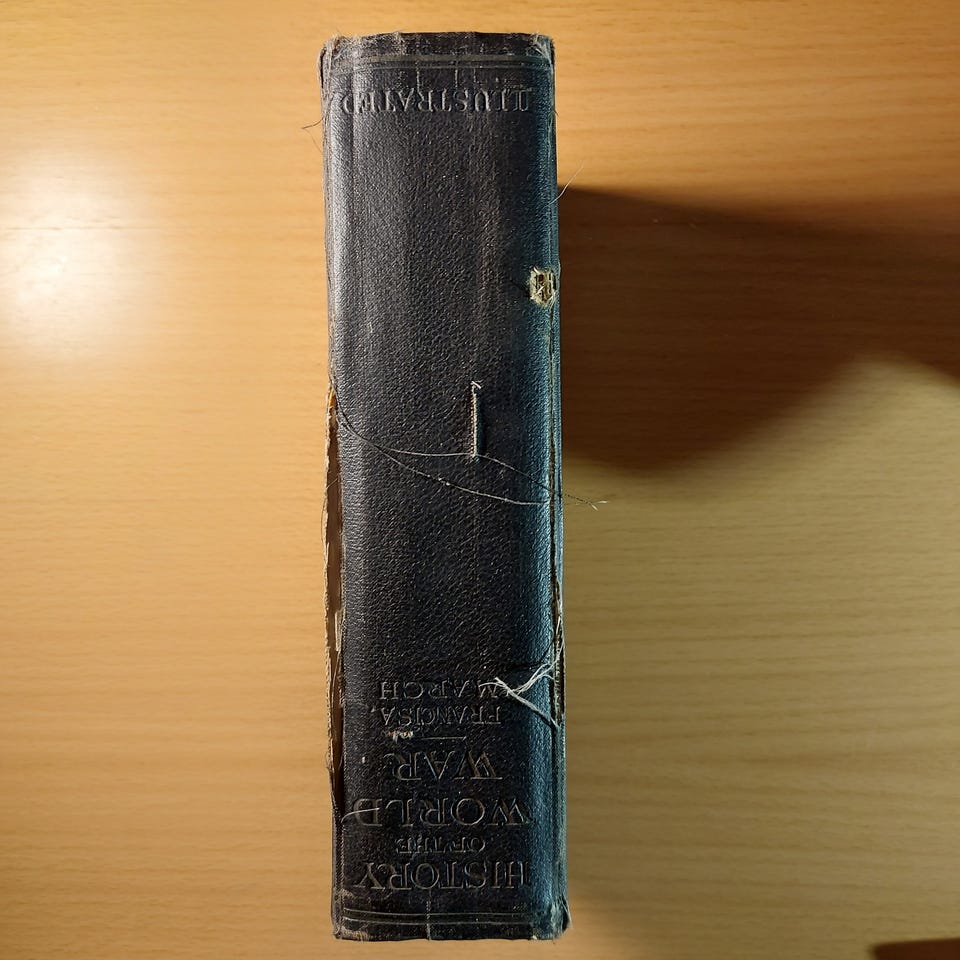 HISTORY
OF THE
WORLD
WAR
FRANCIS A.
MARCH
ILLUSTRATED